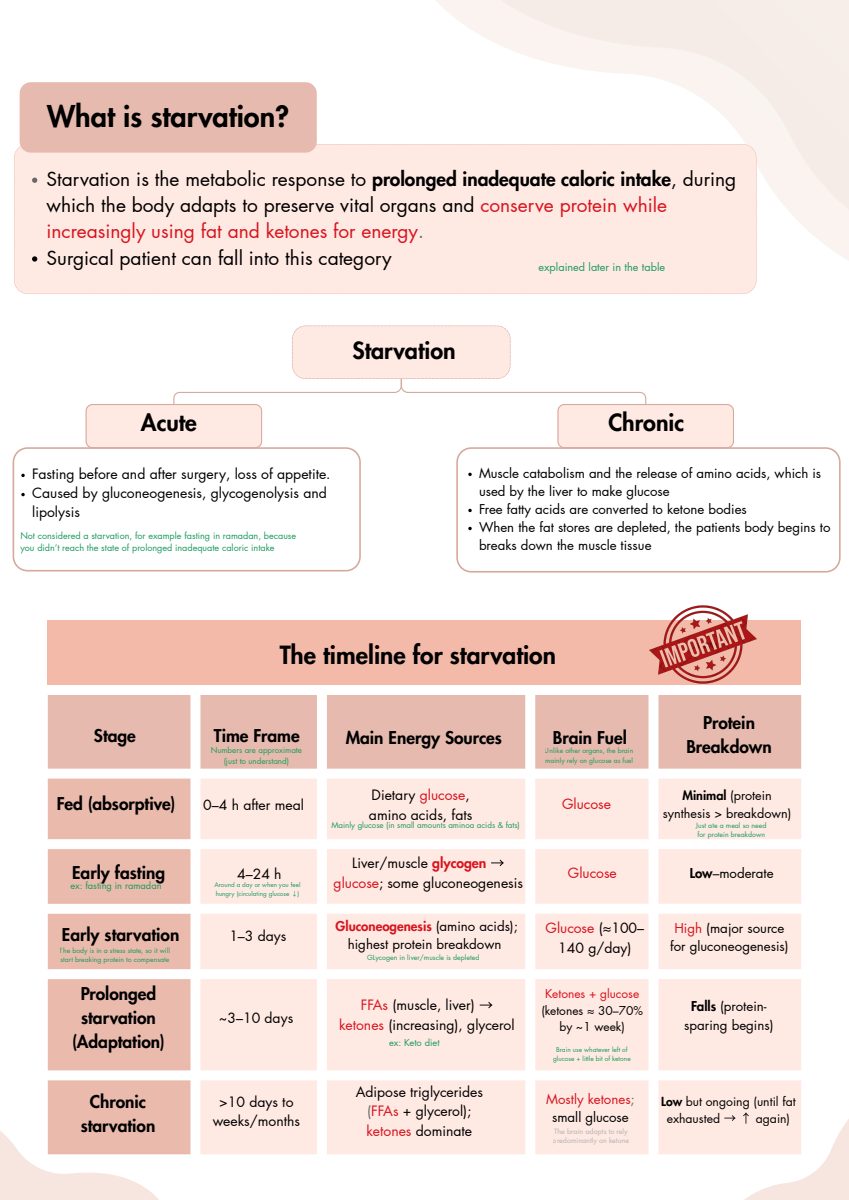 What is starvation?
Starvation is the metabolic response to prolonged inadequate caloric intake, during
which the body adapts to preserve vital organs and conserve protein while
increasingly using fat and ketones for energy.
Surgical patient can fall into this category
explained later in the table
Starvation
Acute
Fasting before and after surgery, loss of appetite.
Caused by gluconeogenesis, glycogenolysis and
lipolysis
Not considered a starvation, for example fasting in ramadan, because
you didn't reach the state of prolonged inadequate caloric intake
Chronic
Muscle catabolism and the release of amino acids, which is
used by the liver to make glucose
Free fatty acids are converted to ketone bodies
When the fat stores are depleted, the patients body begins to
breaks down the muscle tissue
The timeline for starvation
IMPORTANT
Stage
Time Frame
Numbers are approximate
(just to understand)
Main Energy Sources
Brain Fuel
Unlike other organs, the brain
mainly rely on glucose as fuel
Protein
Breakdown
Fed (absorptive)
0–4 h after meal
Dietary glucose,
amino acids, fats
Mainly glucose (in small amounts aminoa acids & fats)
Glucose
Minimal (protein
synthesis > breakdown)
Just ate a meal so need
for protein breakdown
Early fasting
ex: fasting in ramadan
4–24 h
Around a day or when you feel
hungry (circulating glucose ↓)
Liver/muscle glycogen →
glucose; some gluconeogenesis
Glucose
Low–moderate
Early starvation
The body is in a stress state, so it will
start breaking protein to compensate
1–3 days
Gluconeogenesis (amino acids);
highest protein breakdown
GLycogen in liver/muscle is depleted
Glucose (≈100–
140 g/day)
High (major source
for gluconeogenesis)
Prolonged
starvation
(Adaptation)
~3–10 days
FFAs (muscle, liver) →
ketones (increasing), glycerol
ex: Keto diet
Ketones + glucose
(ketones ≈ 30–70%
by ~1 week)
Brain use whatever left of
glucose + little bit of ketone
Falls (protein-
sparing begins)
Chronic
starvation
>10 days to
weeks/months
Adipose triglycerides
(FFAs + glycerol);
ketones dominate
Mostly ketones;
small glucose
The brain adapts to rely
predominantly on ketone
Low but ongoing (until fat
exhausted → ↑ again)